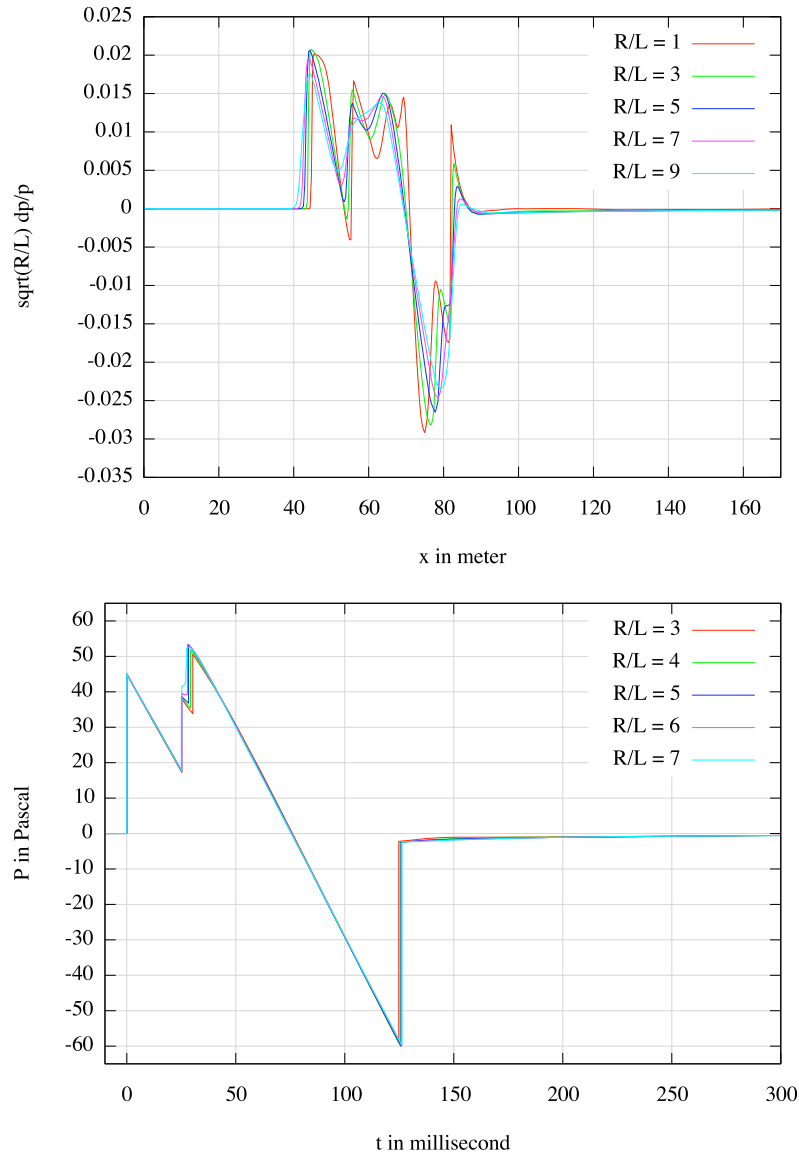 0.025
0.02
0.015
0.01
0.005
0
-0.005
-0.01
-0.015
-0.02
-0.025
-0.03
-0.035
sqrt(R/L) dp/p
R/L = 1
R/L = 3
R/L = 5
R/L = 7
R/L = 9
0 20 40 60 80 100 120 140 160
x in meter
60
50
40
30
20
10
0
-10
-20
-30
-40
-50
-60
P in Pascal
R/L = 3
R/L = 4
R/L = 5
R/L = 6
R/L = 7
0 50 100 150 200 250 300
t in millisecond